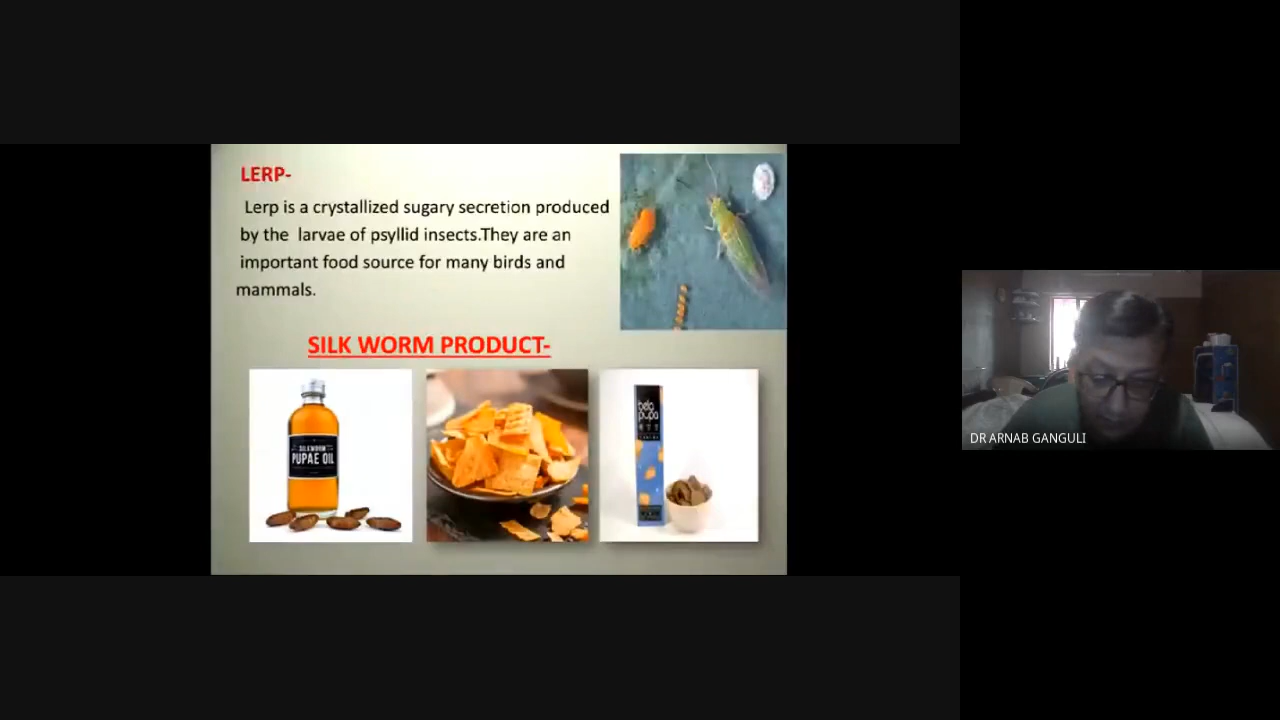 LERP-
Lerp is a crystallized sugary secretion produced
by the larvae of psyllid insects.They are an
important food source for many birds and
mammals.
SILK WORM PRODUCT-
SILKWORM
PUPAE OIL
DR ARNAB GANGULI